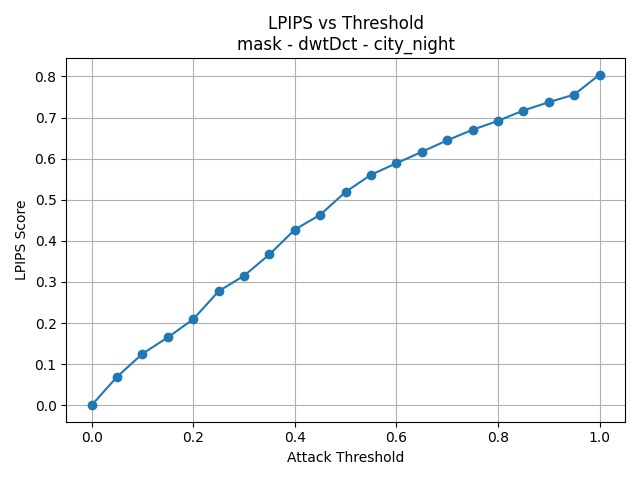 LPIPS vs Threshold
mask - dwtDct - city_night
LPIPS Score
0.8
0.7
0.6
0.5
0.4
0.3
0.2
0.1
0.0
0.0 0.2 0.4 0.6 0.8 1.0
Attack Threshold